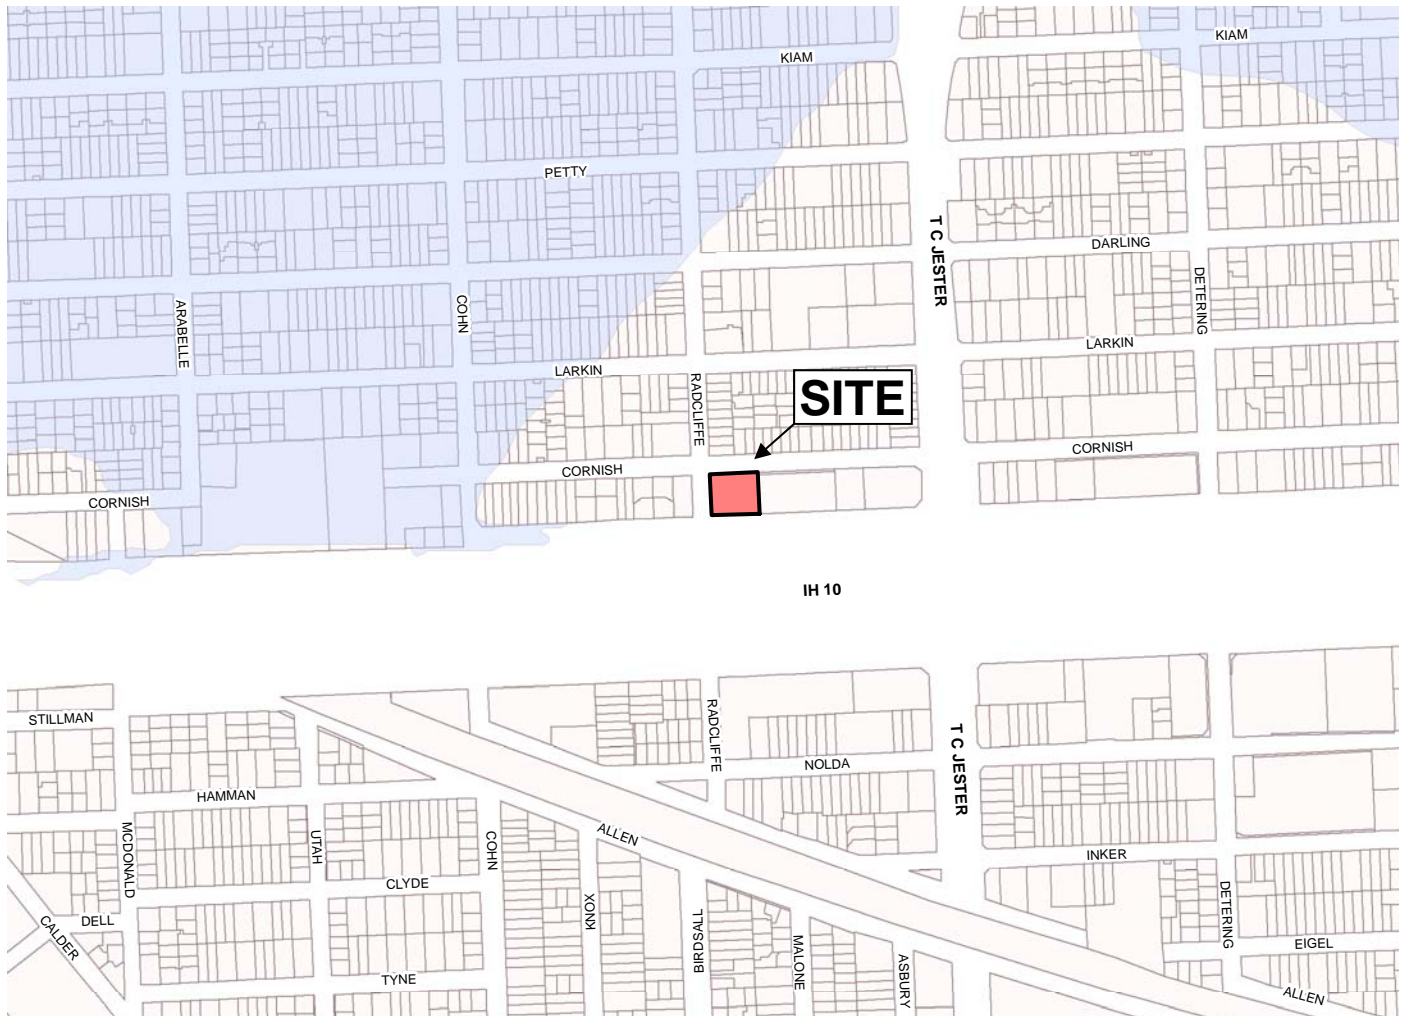 KIAM
KIAM
PETTY
T C JESTER
DARLING
DETERING
ARABELLE
COHN
LARKIN
LARKIN
RADCLIFFE
SITE
CORNISH
CORNISH
CORNISH
IH 10
STILLMAN
RADCLIFFE
T C JESTER
NOLDA
HAMMAN
MCDONALD
UTAH
COHN
ALLEN
INKER
CLYDE
KNOX
DETERING
DELL
CALDER
BIRDSALL
MALONE
ASBURY
EIGEL
TYNE
ALLEN